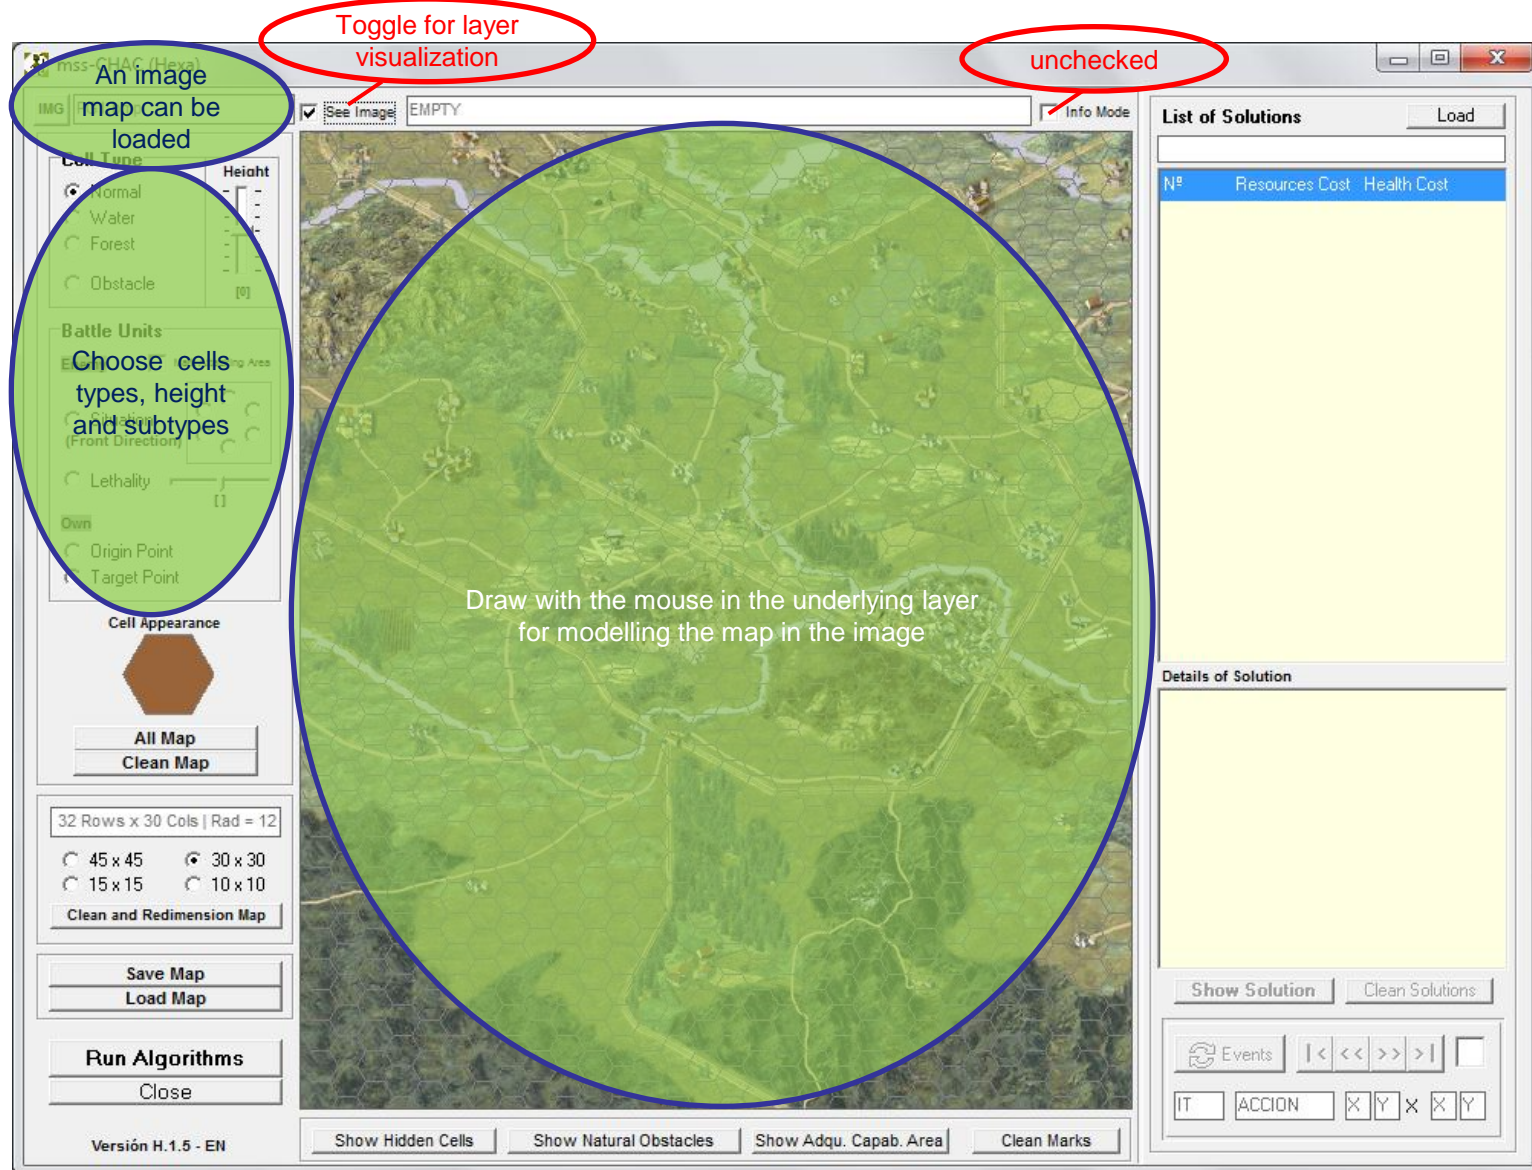 Toggle for layer
visualization
unchecked
mss-CHAC (Hexa)
An image
map can be
loaded
IMG
See Image
EMPTY
Info Mode
List of Solutions
Load
Nº Resources Cost Health Cost
Cell Type
Height
Normal
Water
Forest
Obstacle
[0]
Battle Units
Choose cells
types, height
and subtypes
Situation
(Front Direction)
Lethality
[ ]
Own
Origin Point
Target Point
Cell Appearance
All Map
Clean Map
32 Rows x 30 Cols | Rad = 12
45 x 45 30 x 30
15 x 15 10 x 10
Clean and Redimension Map
Save Map
Load Map
Run Algorithms
Close
Versión H.1.5 - EN
Draw with the mouse in the underlying layer
for modelling the map in the image
Show Hidden Cells Show Natural Obstacles Show Adqu. Capab. Area Clean Marks
Details of Solution
Show Solution Clean Solutions
Events |< << >> >|
IT ACCION X Y X X Y